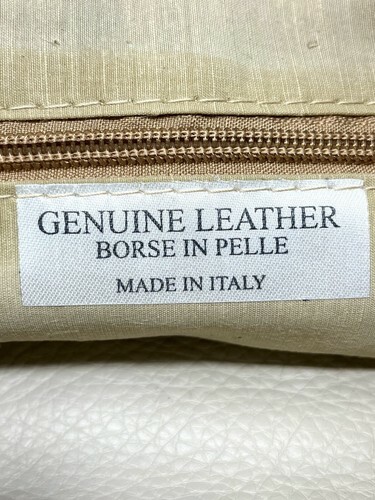 GENUINE LEATHER
BORSE IN PELLE
MADE IN ITALY